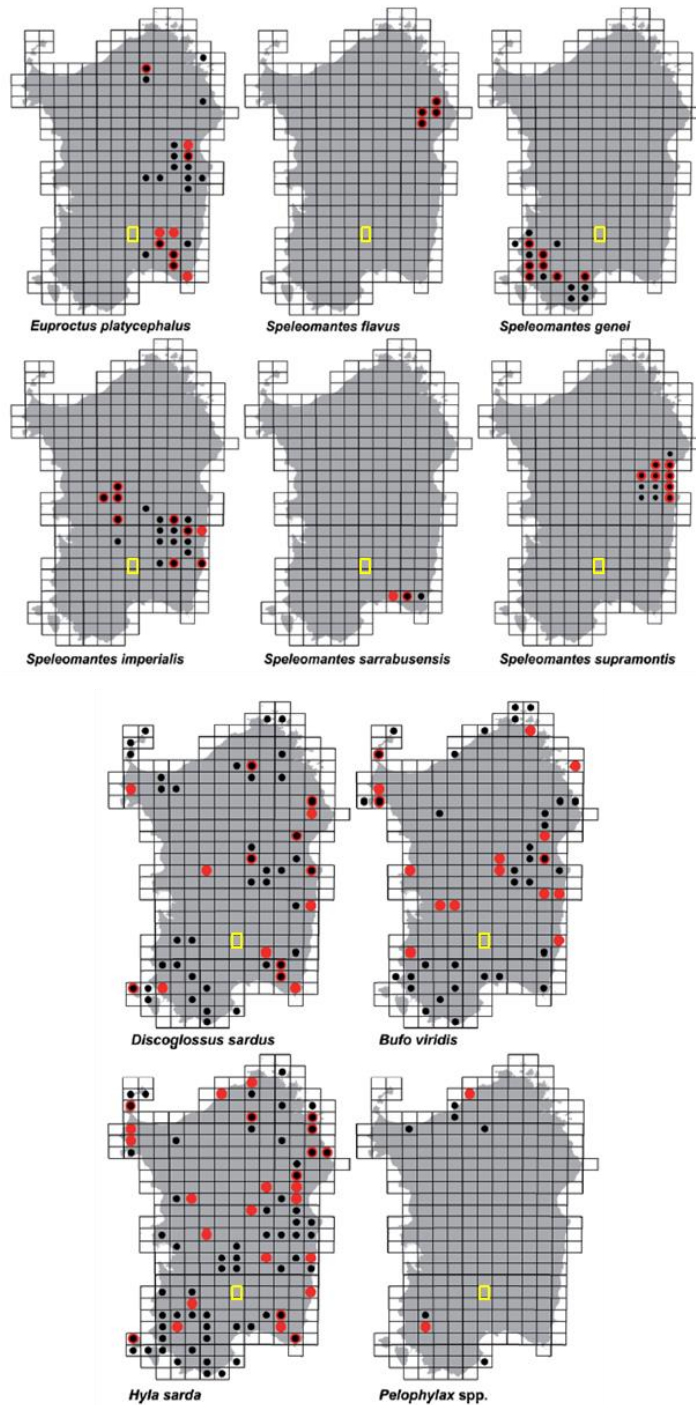 Euproctus platycephalus
Speleomantes flavus
Speleomantes genei
Speleomantes imperialis
Speleomantes sarrabusensis
Speleomantes supramontis
Discoglossus sardus
Bufo viridis
Hyla sarda
Pelophylax spp.